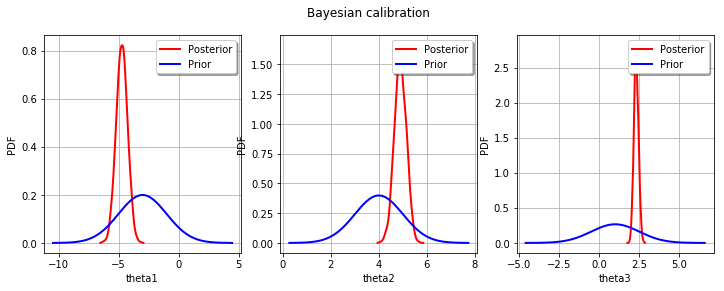 Bayesian calibration
0.8
0.6
0.4
0.2
0.0
PDF
Posterior
Prior
−10
−5
0
5
theta1
1.50
1.25
1.00
0.75
0.50
0.25
0.00
PDF
Posterior
Prior
0
2
4
6
8
theta2
2.5
2.0
1.5
1.0
0.5
0.0
PDF
Posterior
Prior
−5.0
−2.5
0.0
2.5
5.0
theta3